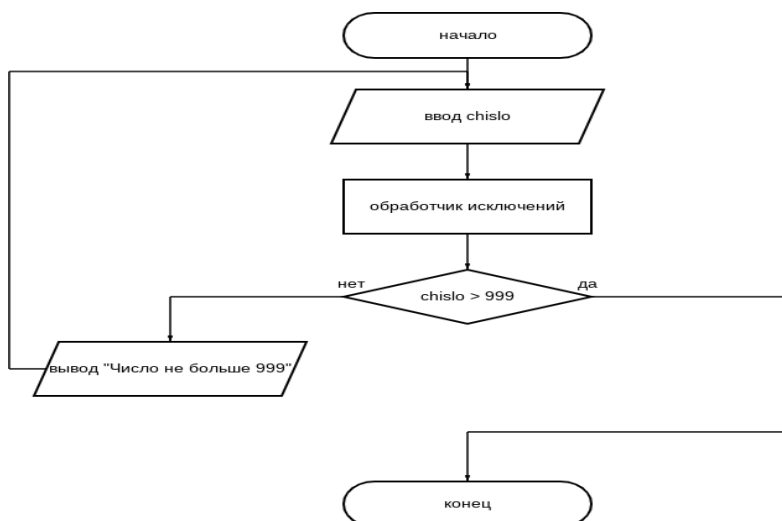 начало
ввод chislo
обработчик исключений
нет
да
chislo > 999
вывод "Число не больше 999"
конец